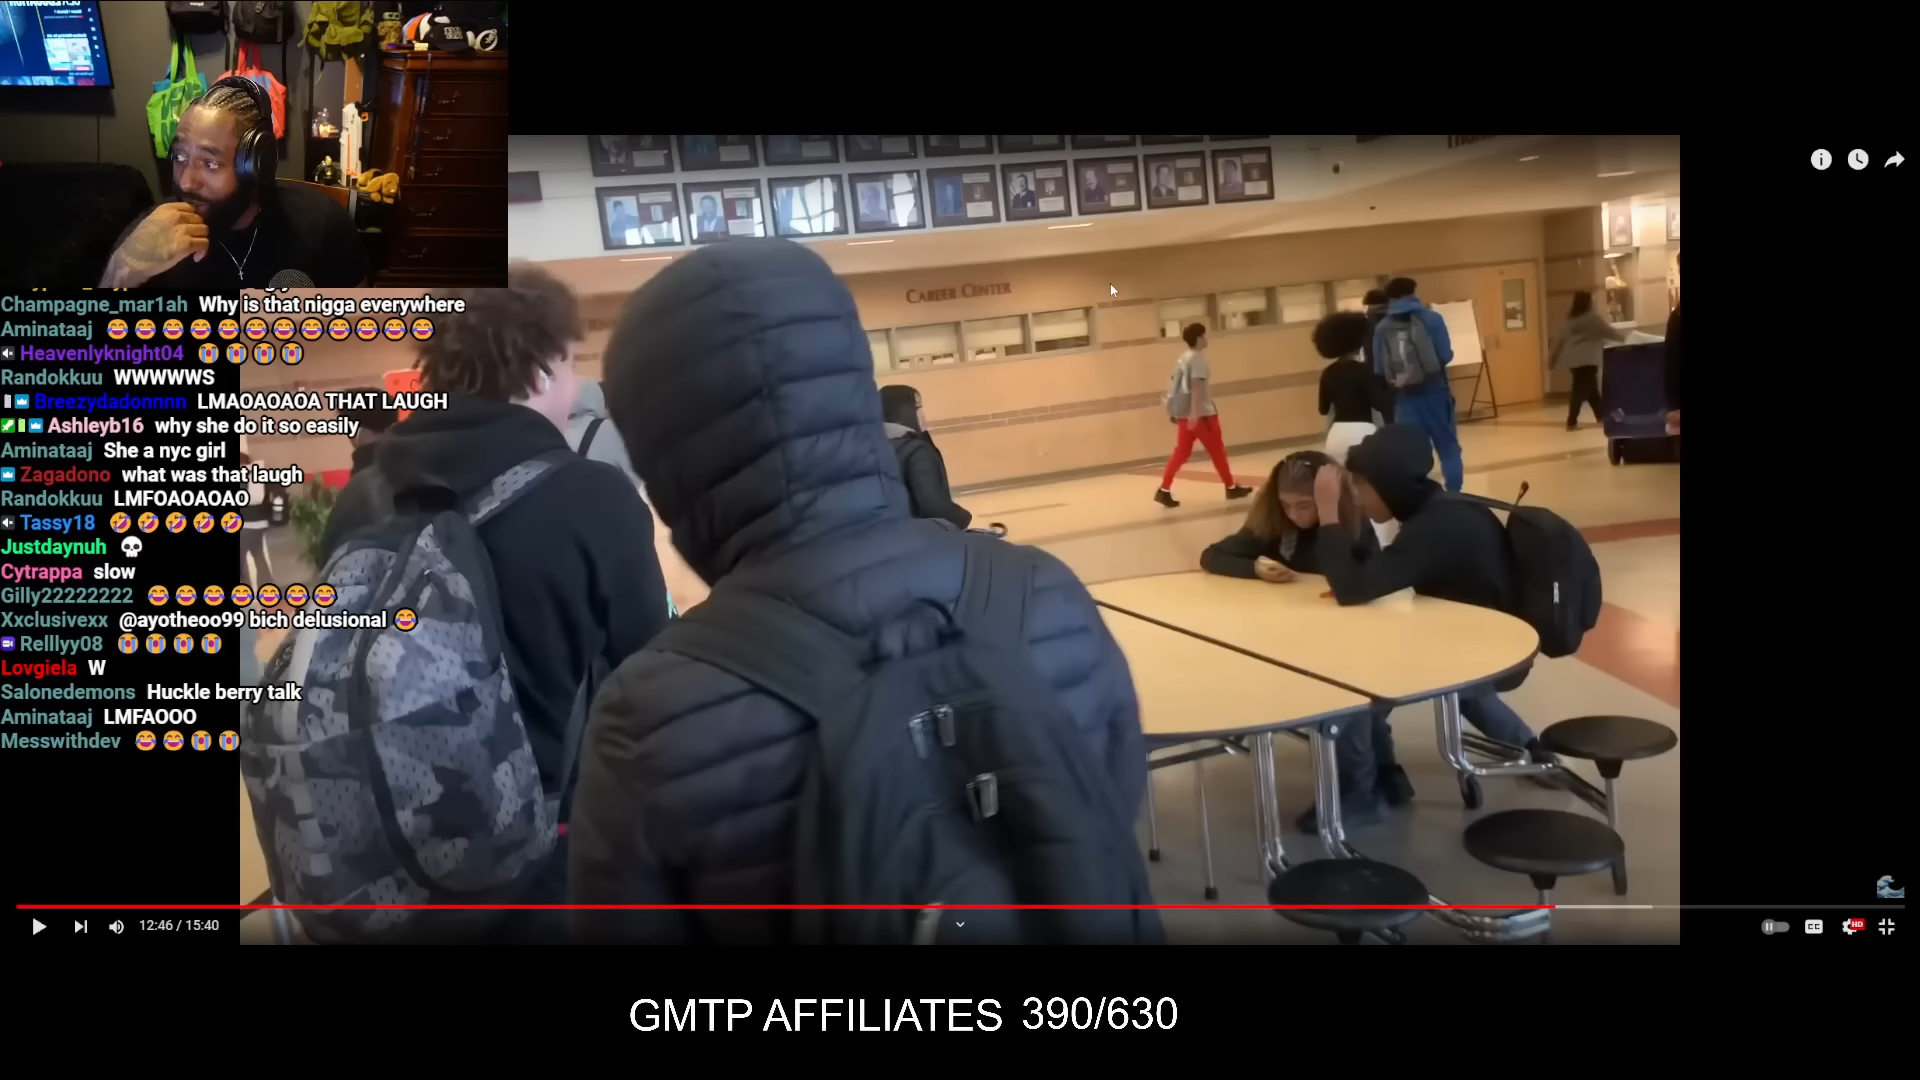 Champagne_mar1ah Why is that nigga everywhere
Aminataaj 😂😂😂😂😂😂😂😂😂😂😂😂
Heavenlyknight04 😭😭😭😭
Randokkuu WWWWWS
Breezydadonnnn LMAOAOAOA THAT LAUGH
Ashleyb16 why she do it so easily
Aminataaj She a nyc girl
Zagadono what was that laugh
Randokkuu LMFOAOAOAO
Tassy18 🤣🤣🤣🤣🤣
Justdaynuh 💀
Cytrappa slow
Gilly22222222 😂😂😂😂😂😂😂
Xxclusivexx @ayotheoo99 bich delusional 😂
Relllyy08 😭😭😭😭
Lovgiela W
Salonedemons Huckle berry talk
Aminataaj LMFAOOO
Messwithdev 😂😂😭😭
CAREER CENTER
12:46 / 15:40
CC
HD
GMTP AFFILIATES 390/630